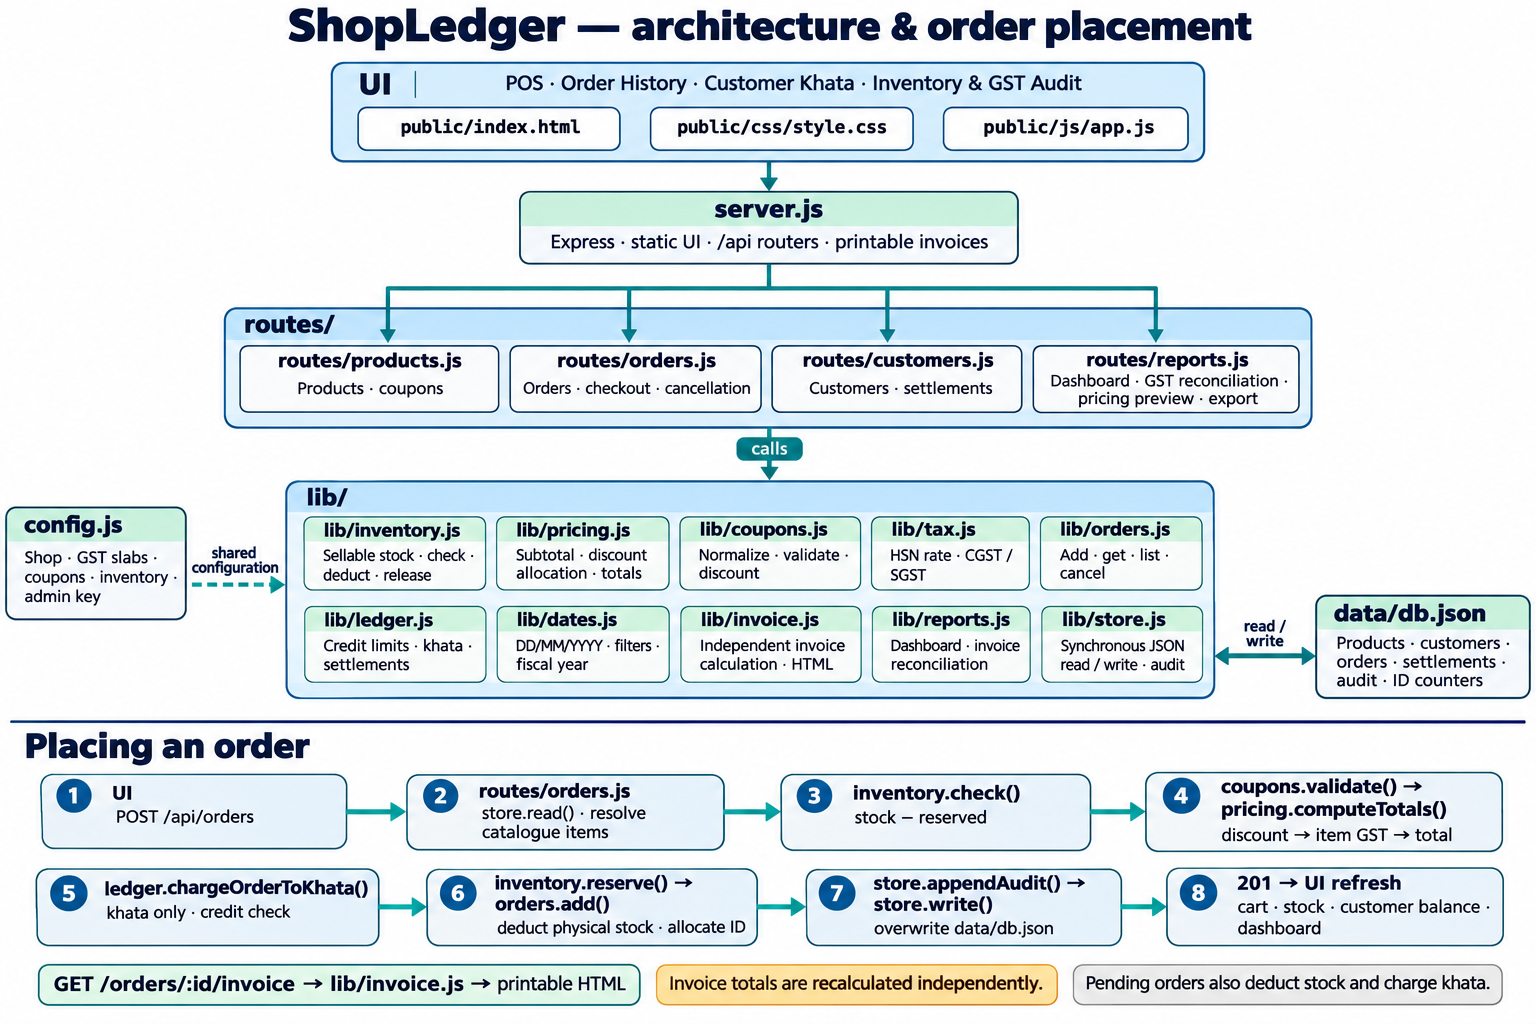 ShopLedger — architecture & order placement
UI
POS · Order History · Customer Khata · Inventory & GST Audit
public/index.html
public/css/style.css
public/js/app.js
server.js
Express · static UI · /api routers · printable invoices
routes/
routes/products.js
Products · coupons
routes/orders.js
Orders · checkout · cancellation
routes/customers.js
Customers · settlements
routes/reports.js
Dashboard · GST reconciliation ·
pricing preview · export
calls
lib/
config.js
Shop · GST slabs ·
coupons · inventory ·
admin key
shared
configuration
lib/inventory.js
Sellable stock · check ·
deduct · release
lib/pricing.js
Subtotal · discount
allocation · totals
lib/coupons.js
Normalize · validate ·
discount
lib/tax.js
HSN rate · CGST /
SGST
lib/orders.js
Add · get · list ·
cancel
lib/ledger.js
Credit limits · khata ·
settlements
lib/dates.js
DD/MM/YYYY · filters ·
fiscal year
lib/invoice.js
Independent invoice
calculation · HTML
lib/reports.js
Dashboard · invoice
reconciliation
lib/store.js
Synchronous JSON
read / write · audit
read /
write
data/db.json
Products · customers ·
orders · settlements ·
audit · ID counters
Placing an order
1
UI
POST /api/orders
2
routes/orders.js
store.read() · resolve
catalogue items
3
inventory.check()
stock − reserved
4
coupons.validate() →
pricing.computeTotals()
discount → item GST → total
5
ledger.chargeOrderToKhata()
khata only · credit check
6
inventory.reserve() →
orders.add()
deduct physical stock · allocate ID
7
store.appendAudit() →
store.write()
overwrite data/db.json
8
201 → UI refresh
cart · stock · customer balance ·
dashboard
GET /orders/:id/invoice → lib/invoice.js → printable HTML
Invoice totals are recalculated independently.
Pending orders also deduct stock and charge khata.